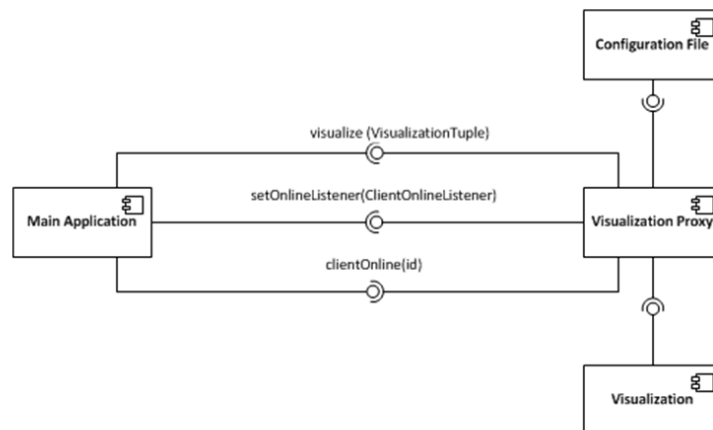 Configuration File
visualize (VisualizationTuple)
setOnlineListener(ClientOnlineListener)
Main Application
Visualization Proxy
clientOnline(id)
Visualization